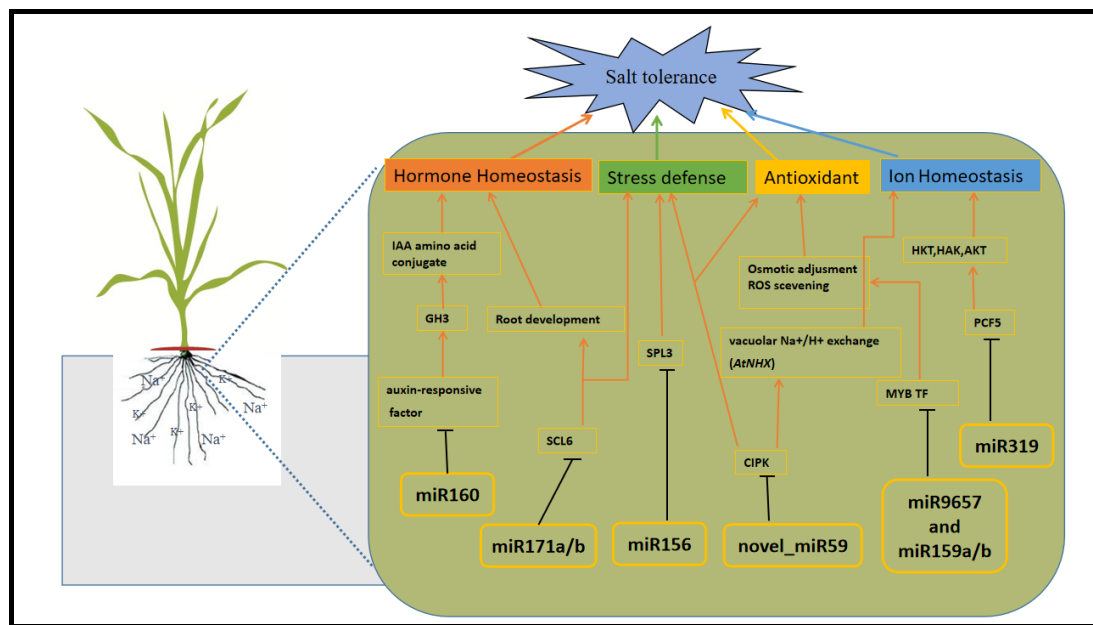 Salt tolerance
Hormone Homeostasis
Stress defense
Antioxidant
Ion Homeostasis
IAA amino acid
conjugate
HKT,HAK,AKT
Osmotic adjusment
ROS scevening
GH3
Root development
PCF5
vacuolar Na+/H+ exchange
(AtNHX)
SPL3
auxin-responsive
factor
MYB TF
SCL6
CIPK
miR319
miR160
miR9657
and
miR159a/b
miR171a/b
miR156
novel_miR59
Na+
K+
Na+
K+
K+
Na+
K+
Na+